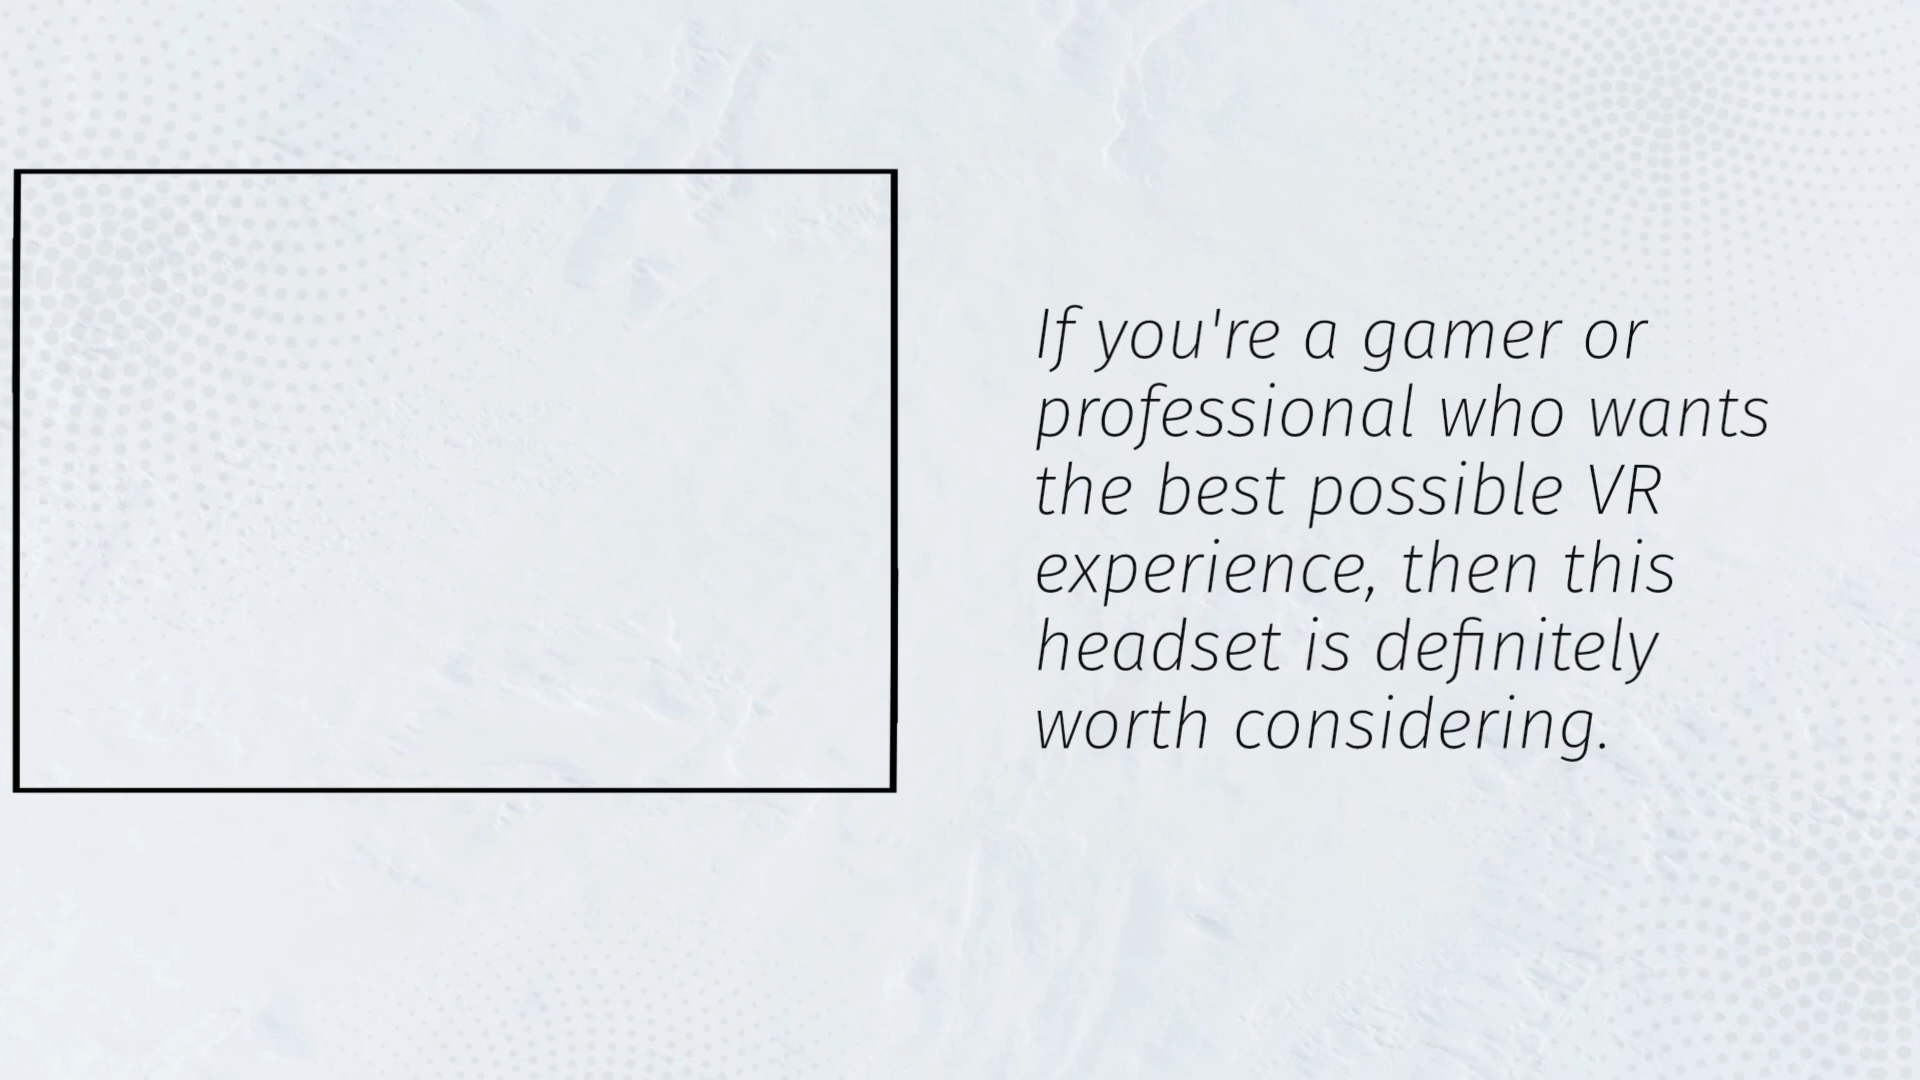 If you're a gamer or
professional who wants
the best possible VR
experience, then this
headset is definitely
worth considering.